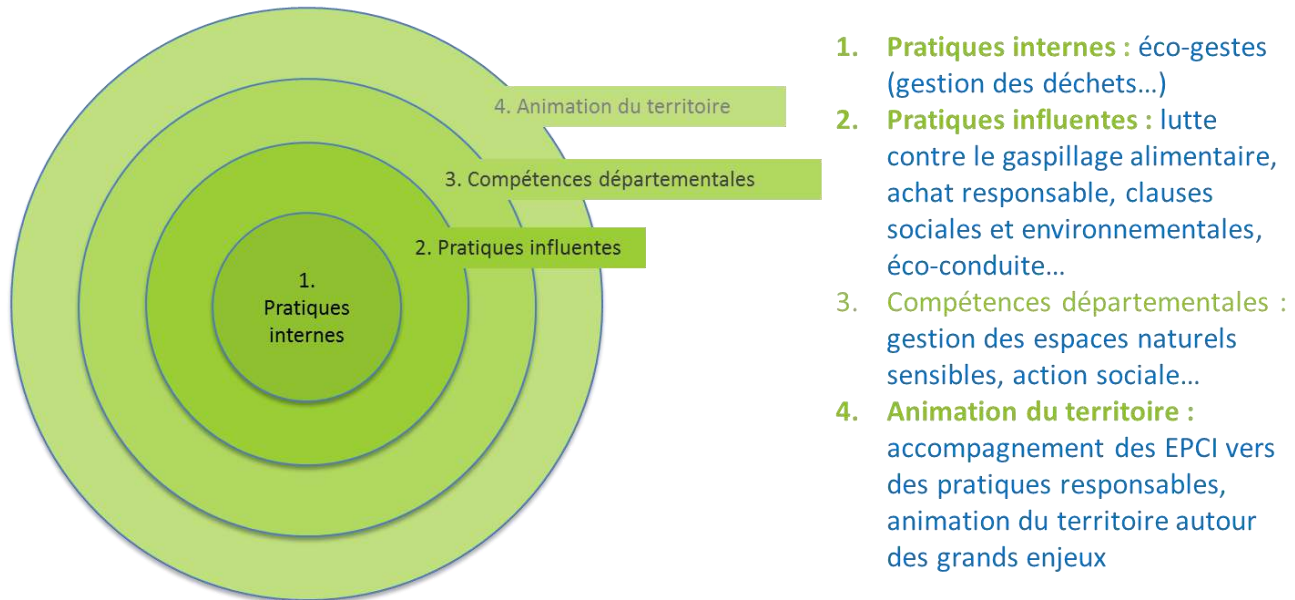 4. Animation du territoire
3. Compétences départementales
2. Pratiques influentes
1.
Pratiques
internes
1. Pratiques internes : éco-gestes
(gestion des déchets…)
2. Pratiques influentes : lutte
contre le gaspillage alimentaire,
achat responsable, clauses
sociales et environnementales,
éco-conduite…
3. Compétences départementales :
gestion des espaces naturels
sensibles, action sociale…
4. Animation du territoire :
accompagnement des EPCI vers
des pratiques responsables,
animation du territoire autour
des grands enjeux